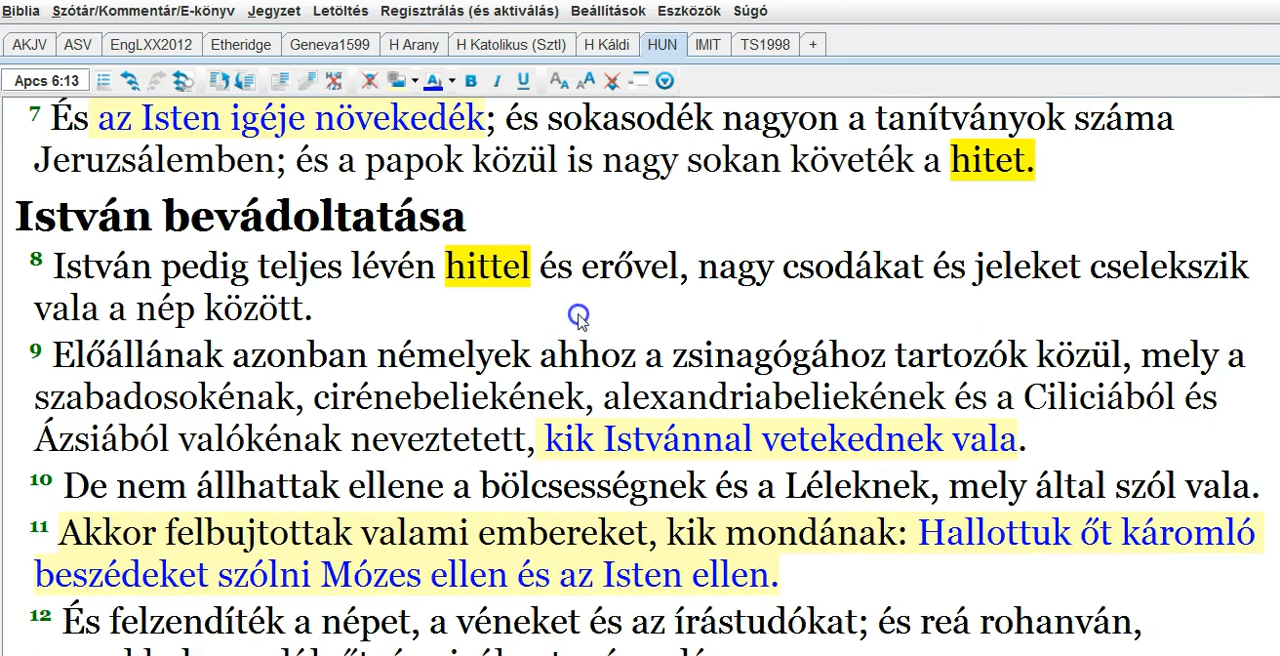 Biblia Szótár/Kommentár/E-könyv Jegyzet Letöltés Regisztrálás (és aktiválás) Beállítások Eszközök Súgó
AKJV ASV EngLXX2012 Etheridge Geneva1599 H Arany H Katolikus (Sztl) H Káldi HUN IMIT TS1998 +
Apcs 6:13 A B I U A A A A
7 És az Isten igéje növekedék; és sokasodék nagyon a tanítványok száma
Jeruzsálemben; és a papok közül is nagy sokan követék a hitet.
István bevádoltatása
8 István pedig teljes lévén hittel és erővel, nagy csodákat és jeleket cselekszik
vala a nép között.
9 Előállának azonban némelyek ahhoz a zsinagógához tartozók közül, mely a
szabadosokénak, cirénebeliekének, alexandriabeliekének és a Ciliciából és
Ázsiából valókénak neveztetett, kik Istvánnal vetekednek vala.
10 De nem állhattak ellene a bölcsességnek és a Léleknek, mely által szól vala.
11 Akkor felbujtottak valami embereket, kik mondának: Hallottuk őt káromló
beszédeket szólni Mózes ellen és az Isten ellen.
12 És felzendíték a népet, a véneket és az írástudókat; és reá rohanván,